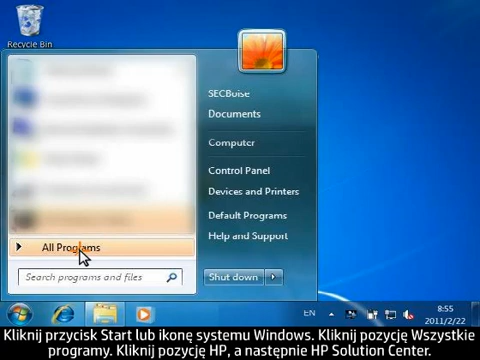 Recycle Bin
SECBoise
Documents
Computer
Control Panel
Devices and Printers
Default Programs
Help and Support
All Programs
Search programs and files
Shut down
EN
8:55
2011/2/22
Kliknij przycisk Start lub ikonę systemu Windows. Kliknij pozycję Wszystkie
programy. Kliknij pozycję HP, a następnie HP Solution Center.